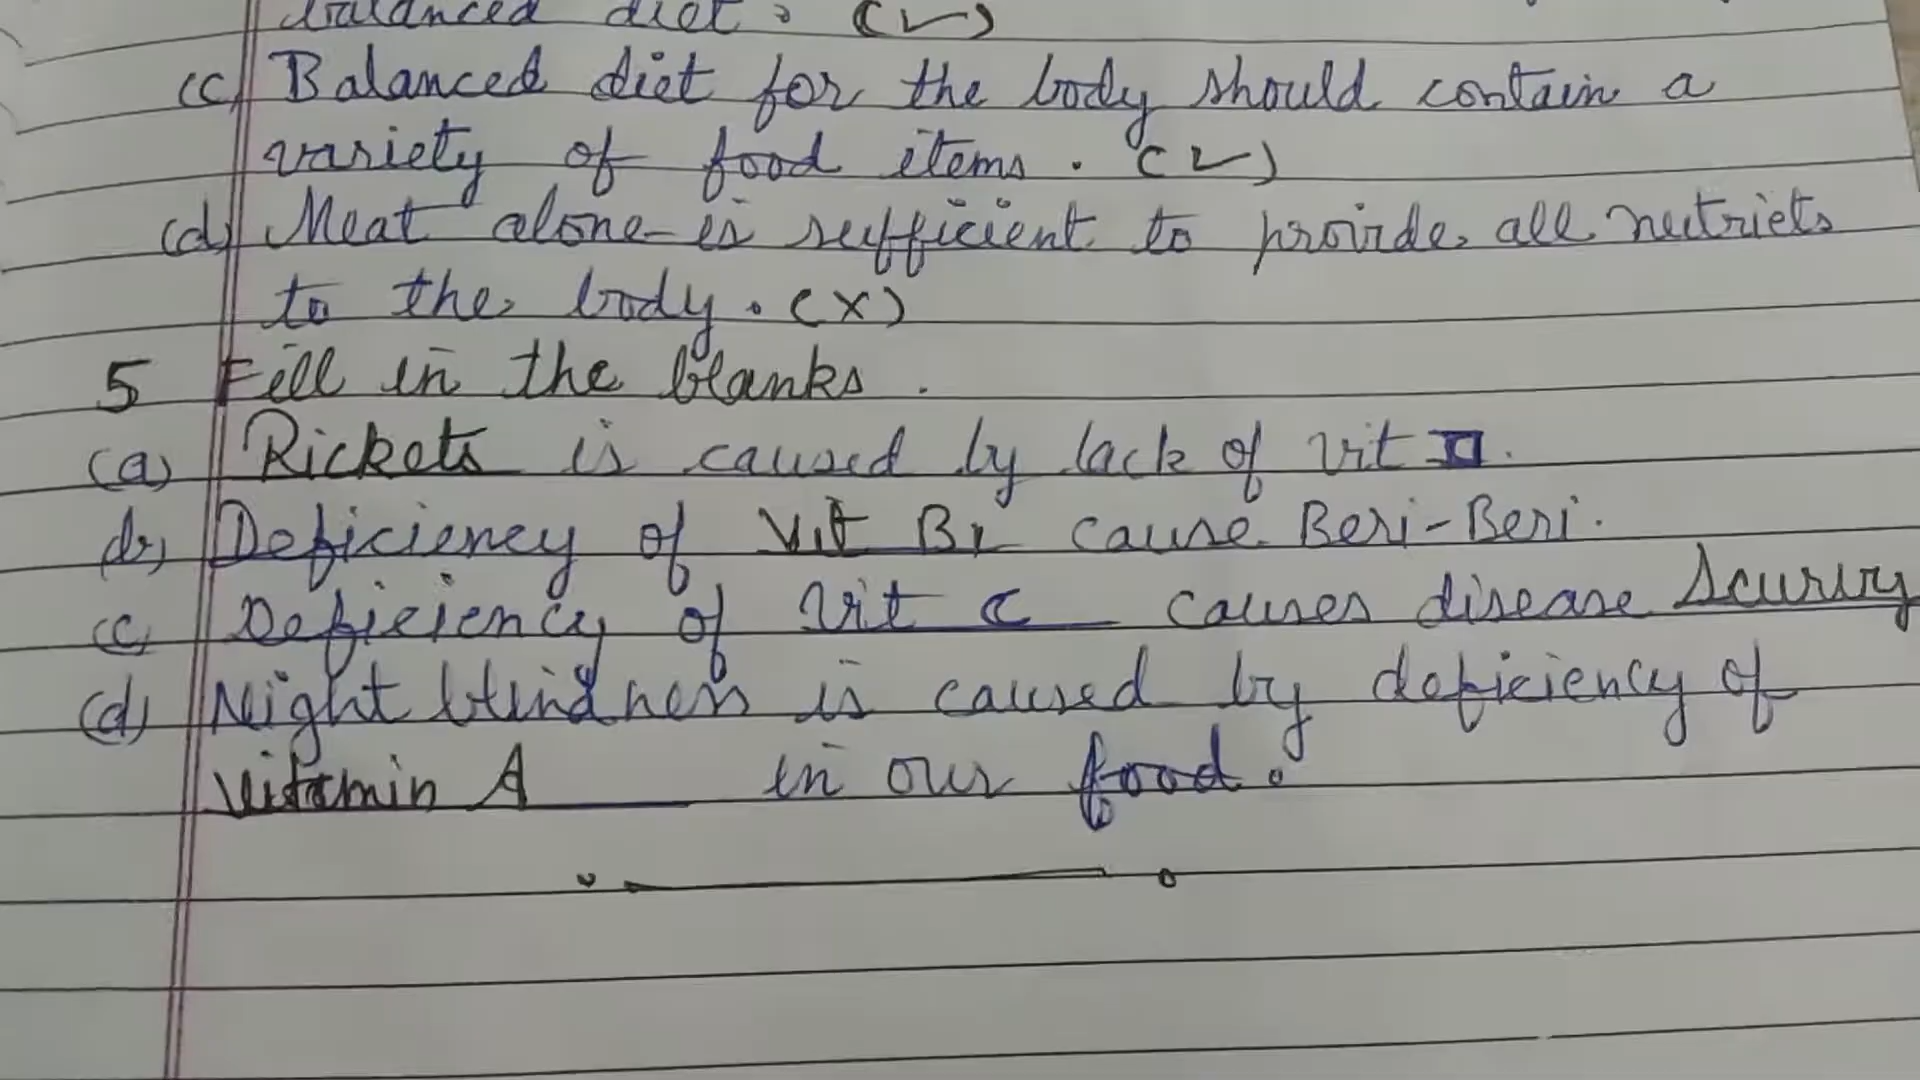 balanced diet. (✓)
(c) Balanced diet for the body should contain a
variety of food items. (✓)
(d) Meat alone is sufficient to proivide all nutriets
to the body. (X)
5 Fill in the blanks.
(a) Rickets is caused by lack of vit D.
(b) Deficiency of Vit B1 cause Beri-Beri.
(c) Deficiency of Vit C causes disease Scurvy
(d) Night blindness is caused by deficiency of
Vitamin A in our food.